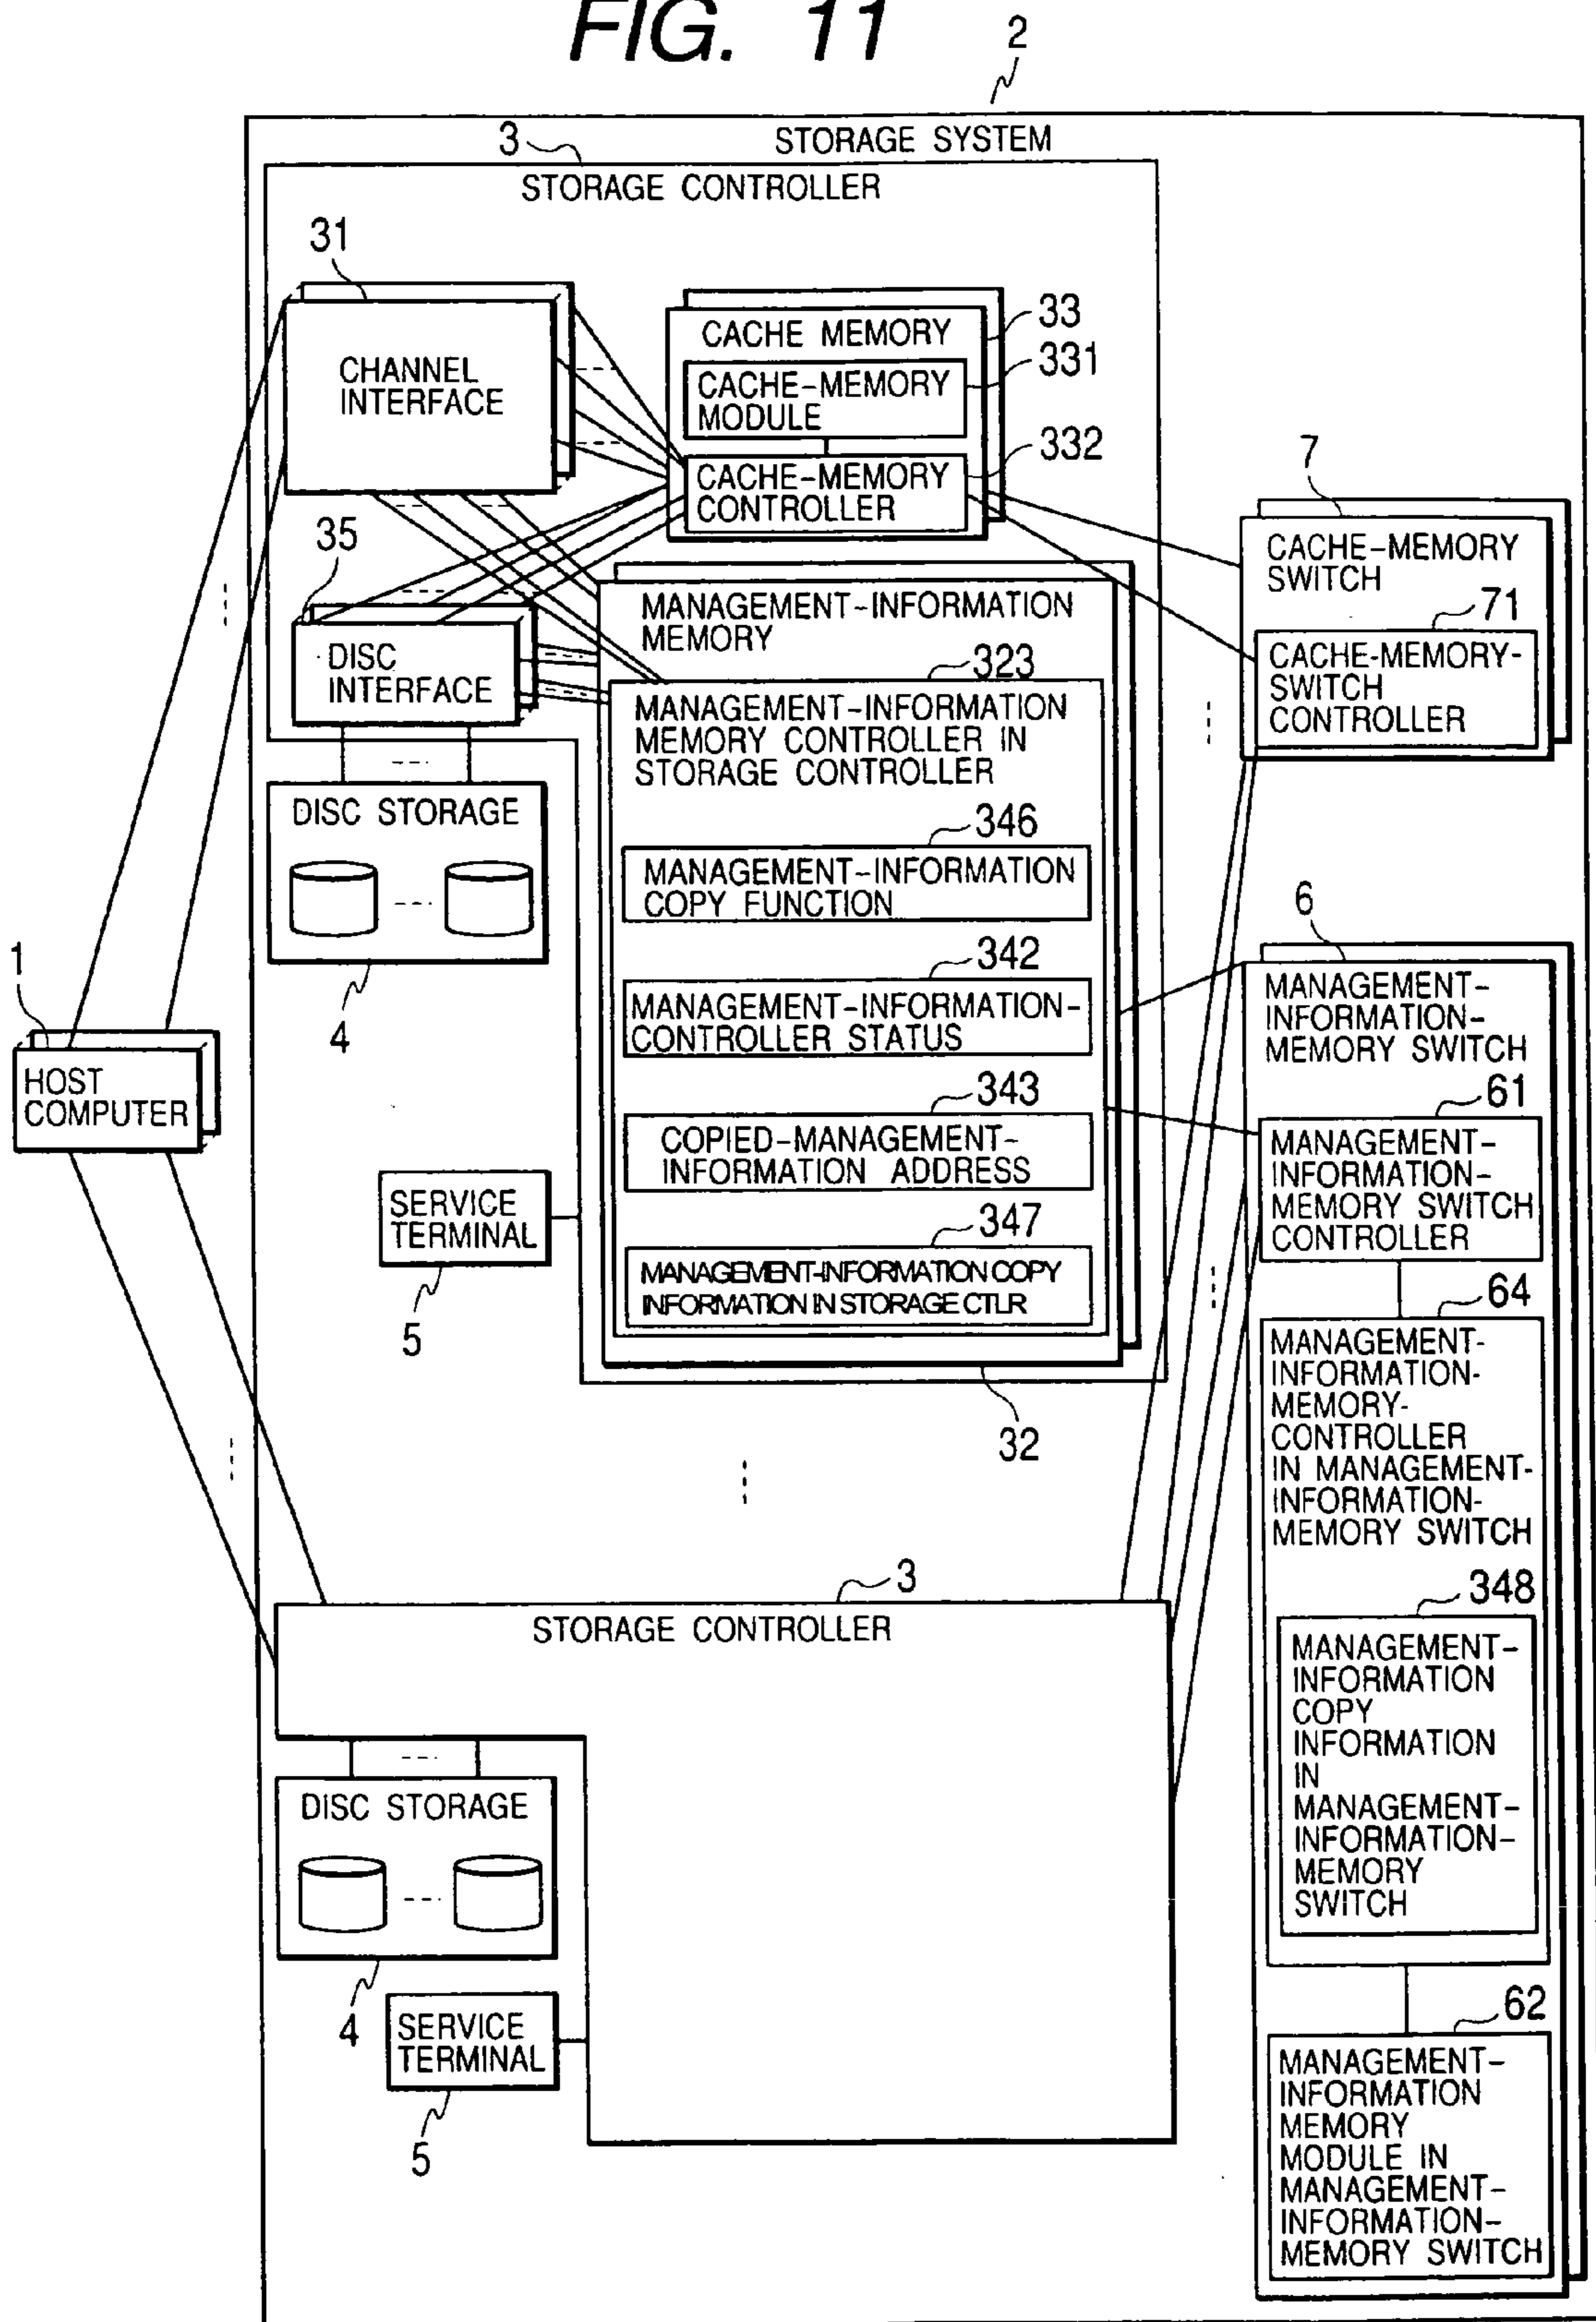 FIG. 11
2
STORAGE SYSTEM
3
STORAGE CONTROLLER
31
CHANNEL
INTERFACE
33
CACHE MEMORY
331
CACHE-MEMORY
MODULE
332
CACHE-MEMORY
CONTROLLER
7
CACHE-MEMORY
SWITCH
71
CACHE-MEMORY-
SWITCH
CONTROLLER
35
DISC
INTERFACE
MANAGEMENT-INFORMATION
MEMORY
323
MANAGEMENT-INFORMATION
MEMORY CONTROLLER IN
STORAGE CONTROLLER
DISC STORAGE
4
346
MANAGEMENT-INFORMATION
COPY FUNCTION
342
MANAGEMENT-INFORMATION-
CONTROLLER STATUS
343
COPIED-MANAGEMENT-
INFORMATION ADDRESS
347
MANAGEMENT-INFORMATION COPY
INFORMATION IN STORAGE CTLR
32
1
HOST
COMPUTER
SERVICE
TERMINAL
5
6
MANAGEMENT-
INFORMATION-
MEMORY SWITCH
61
MANAGEMENT-
INFORMATION-
MEMORY SWITCH
CONTROLLER
64
MANAGEMENT-
INFORMATION-
MEMORY-
CONTROLLER
IN MANAGEMENT-
INFORMATION-
MEMORY SWITCH
348
MANAGEMENT-
INFORMATION
COPY
INFORMATION
IN
MANAGEMENT-
INFORMATION-
MEMORY
SWITCH
62
MANAGEMENT-
INFORMATION
MEMORY
MODULE IN
MANAGEMENT-
INFORMATION-
MEMORY SWITCH
3
STORAGE CONTROLLER
DISC STORAGE
4
SERVICE
TERMINAL
5